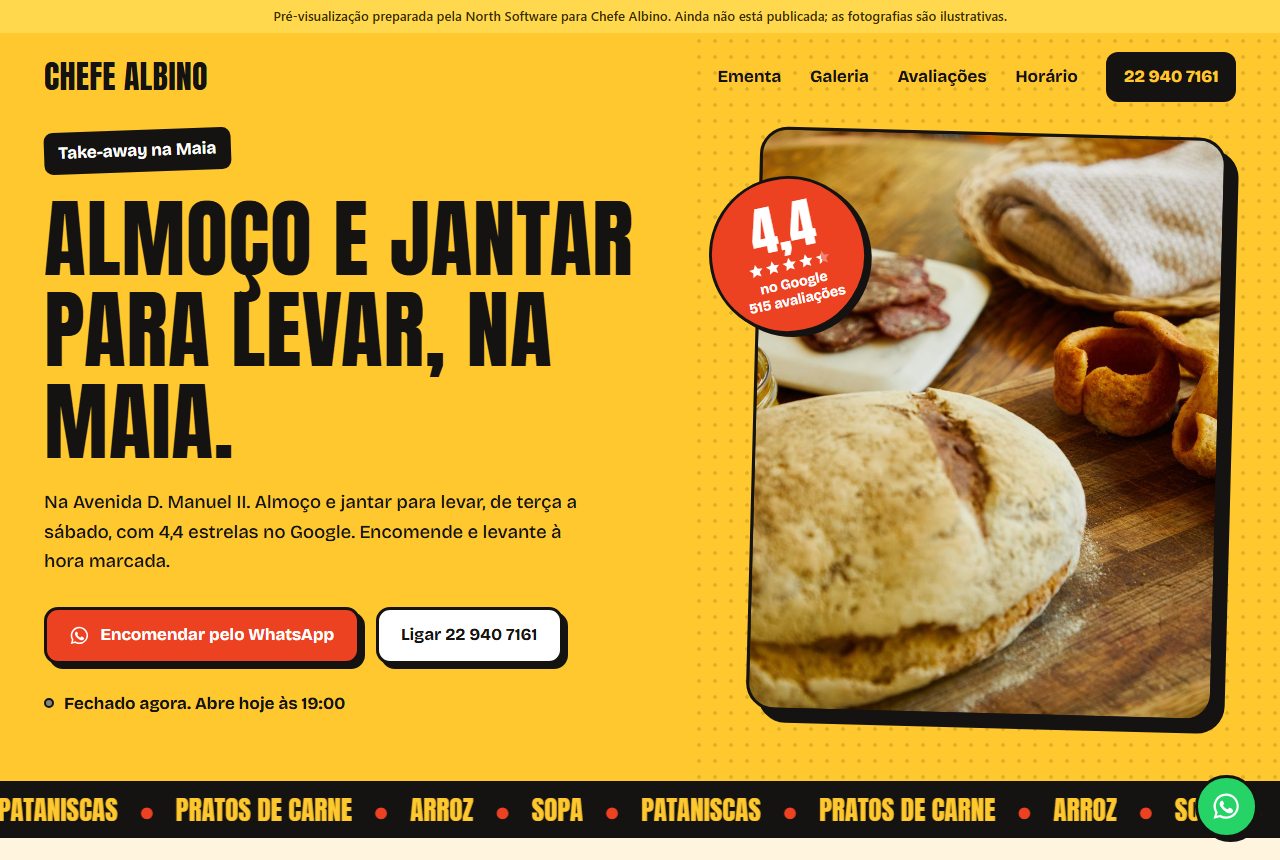 Pré-visualização preparada pela North Software para Chefe Albino. Ainda não está publicada; as fotografias são ilustrativas.
CHEFE ALBINO
Ementa
Galeria
Avaliações
Horário
22 940 7161
Take-away na Maia
ALMOÇO E JANTAR
PARA LEVAR, NA
MAIA.
4,4
no Google
515 avaliações
Na Avenida D. Manuel II. Almoço e jantar para levar, de terça a
sábado, com 4,4 estrelas no Google. Encomende e levante à
hora marcada.
Encomendar pelo WhatsApp
Ligar 22 940 7161
Fechado agora. Abre hoje às 19:00
PATANISCAS • PRATOS DE CARNE • ARROZ • SOPA • PATANISCAS • PRATOS DE CARNE • ARROZ •